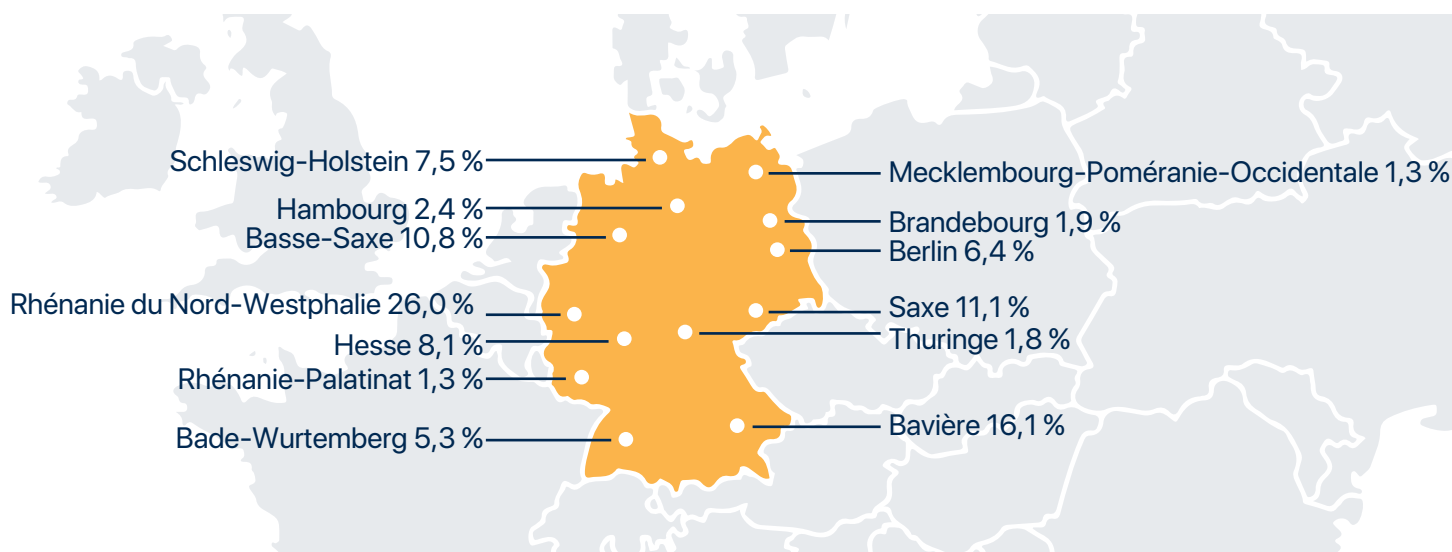 Schleswig-Holstein 7,5 %
Hambourg 2,4 %
Basse-Saxe 10,8 %
Rhénanie du Nord-Westphalie 26,0 %
Hesse 8,1 %
Rhénanie-Palatinat 1,3 %
Bade-Wurtemberg 5,3 %
Mecklembourg-Poméranie-Occidentale 1,3 %
Brandebourg 1,9 %
Berlin 6,4 %
Saxe 11,1 %
Thuringe 1,8 %
Bavière 16,1 %